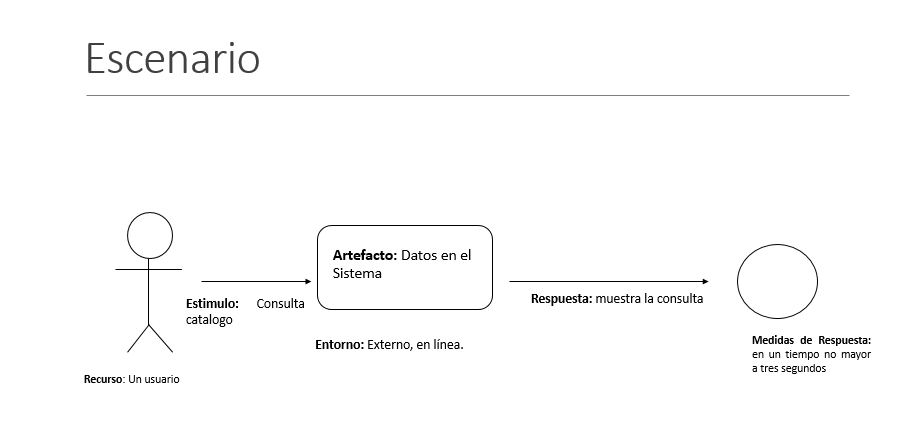 Escenario
Artefacto: Datos en el
Sistema
Estimulo: Consulta
catalogo
Respuesta: muestra la consulta
Entorno: Externo, en línea.
Medidas de Respuesta:
en un tiempo no mayor
a tres segundos
Recurso: Un usuario